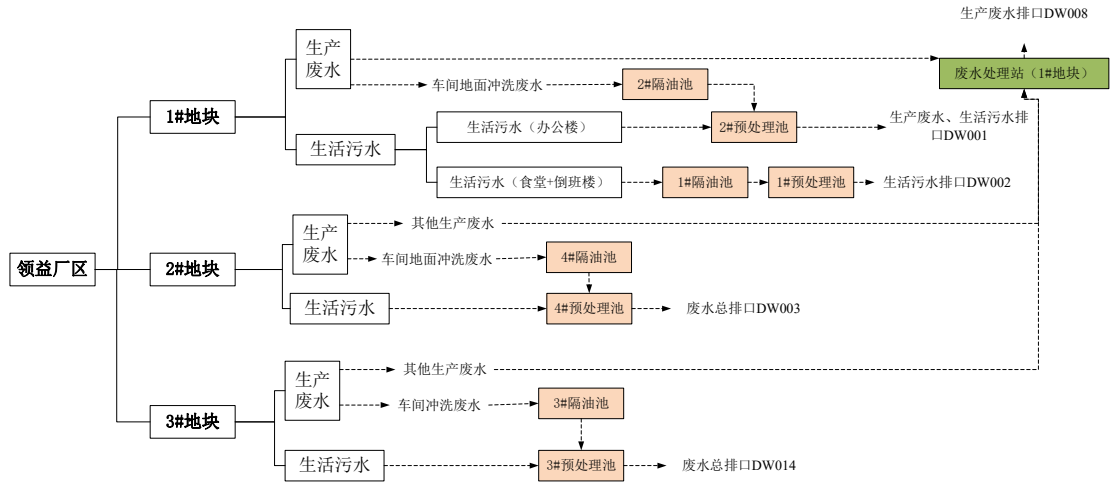 生产废水排口DW008
生产
废水
废水处理站（1#地块）
车间地面冲洗废水
2#隔油池
1#地块
生活污水（办公楼）
2#预处理池
生产废水、生活污水排
口DW001
生活污水
生活污水（食堂+倒班楼）
1#隔油池
1#预处理池
生活污水排口DW002
其他生产废水
生产
废水
车间地面冲洗废水
4#隔油池
领益厂区
2#地块
生活污水
4#预处理池
废水总排口DW003
其他生产废水
生产
废水
车间冲洗废水
3#隔油池
3#地块
生活污水
3#预处理池
废水总排口DW014